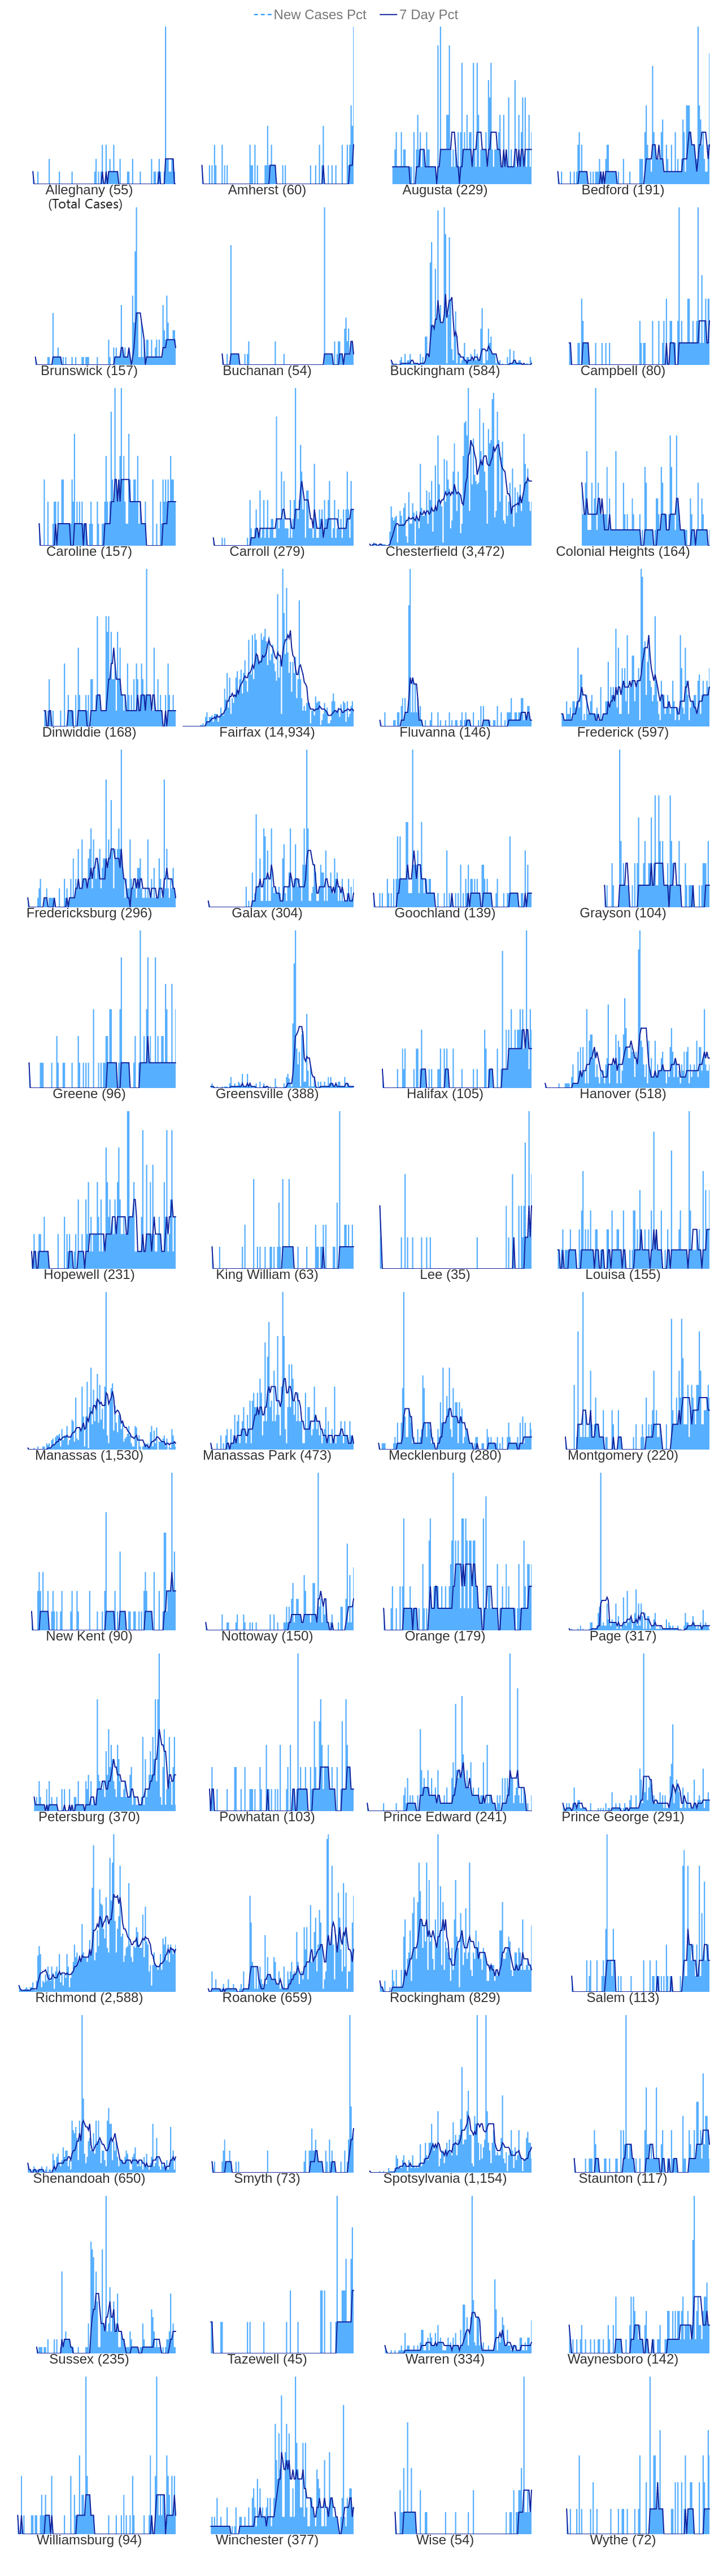 New Cases Pct 7 Day Pct
Alleghany (55) Amherst (60) Augusta (229) Bedford (191)
(Total Cases)
Brunswick (157) Buchanan (54) Buckingham (584) Campbell (80)
Caroline (157) Carroll (279) Chesterfield (3,472) Colonial Heights (164)
Dinwiddie (168) Fairfax (14,934) Fluvanna (146) Frederick (597)
Fredericksburg (296) Galax (304) Goochland (139) Grayson (104)
Greene (96) Greensville (388) Halifax (105) Hanover (518)
Hopewell (231) King William (63) Lee (35) Louisa (155)
Manassas (1,530) Manassas Park (473) Mecklenburg (280) Montgomery (220)
New Kent (90) Nottoway (150) Orange (179) Page (317)
Petersburg (370) Powhatan (103) Prince Edward (241) Prince George (291)
Richmond (2,588) Roanoke (659) Rockingham (829) Salem (113)
Shenandoah (650) Smyth (73) Spotsylvania (1,154) Staunton (117)
Sussex (235) Tazewell (45) Warren (334) Waynesboro (142)
Williamsburg (94) Winchester (377) Wise (54) Wythe (72)